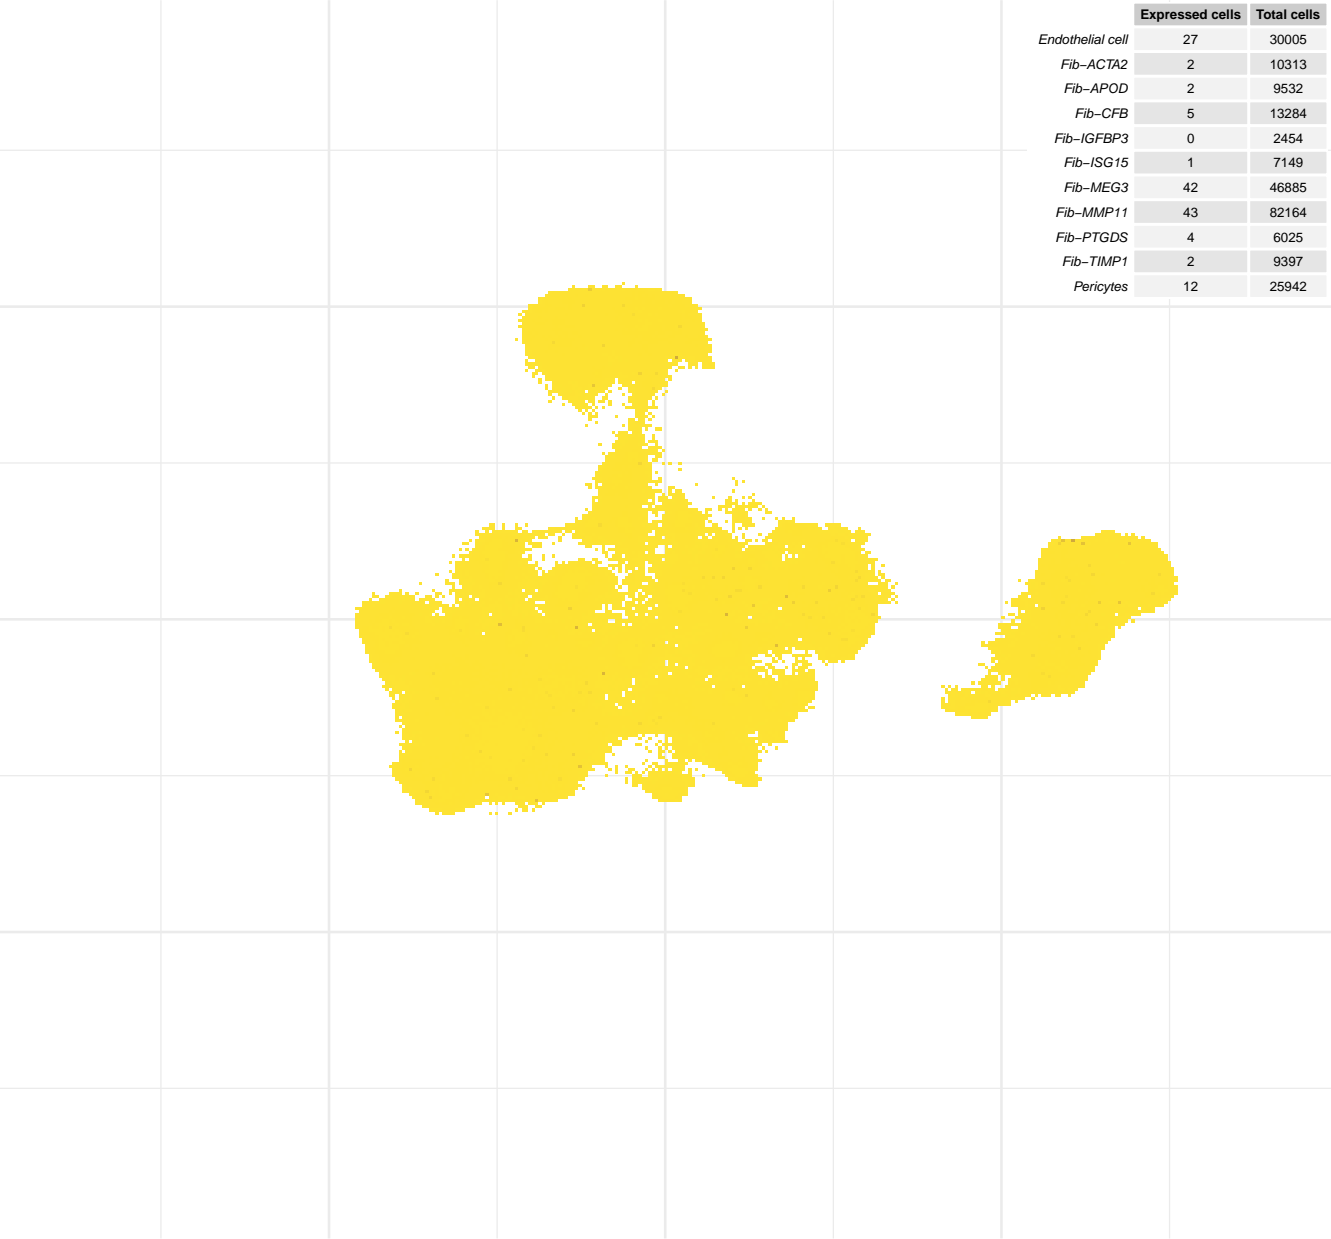 Expressed cells Total cells
Endothelial cell 27 30005
Fib−ACTA2 2 10313
Fib−APOD 2 9532
Fib−CFB 5 13284
Fib−IGFBP3 0 2454
Fib−ISG15 1 7149
Fib−MEG3 42 46885
Fib−MMP11 43 82164
Fib−PTGDS 4 6025
Fib−TIMP1 2 9397
Pericytes 12 25942